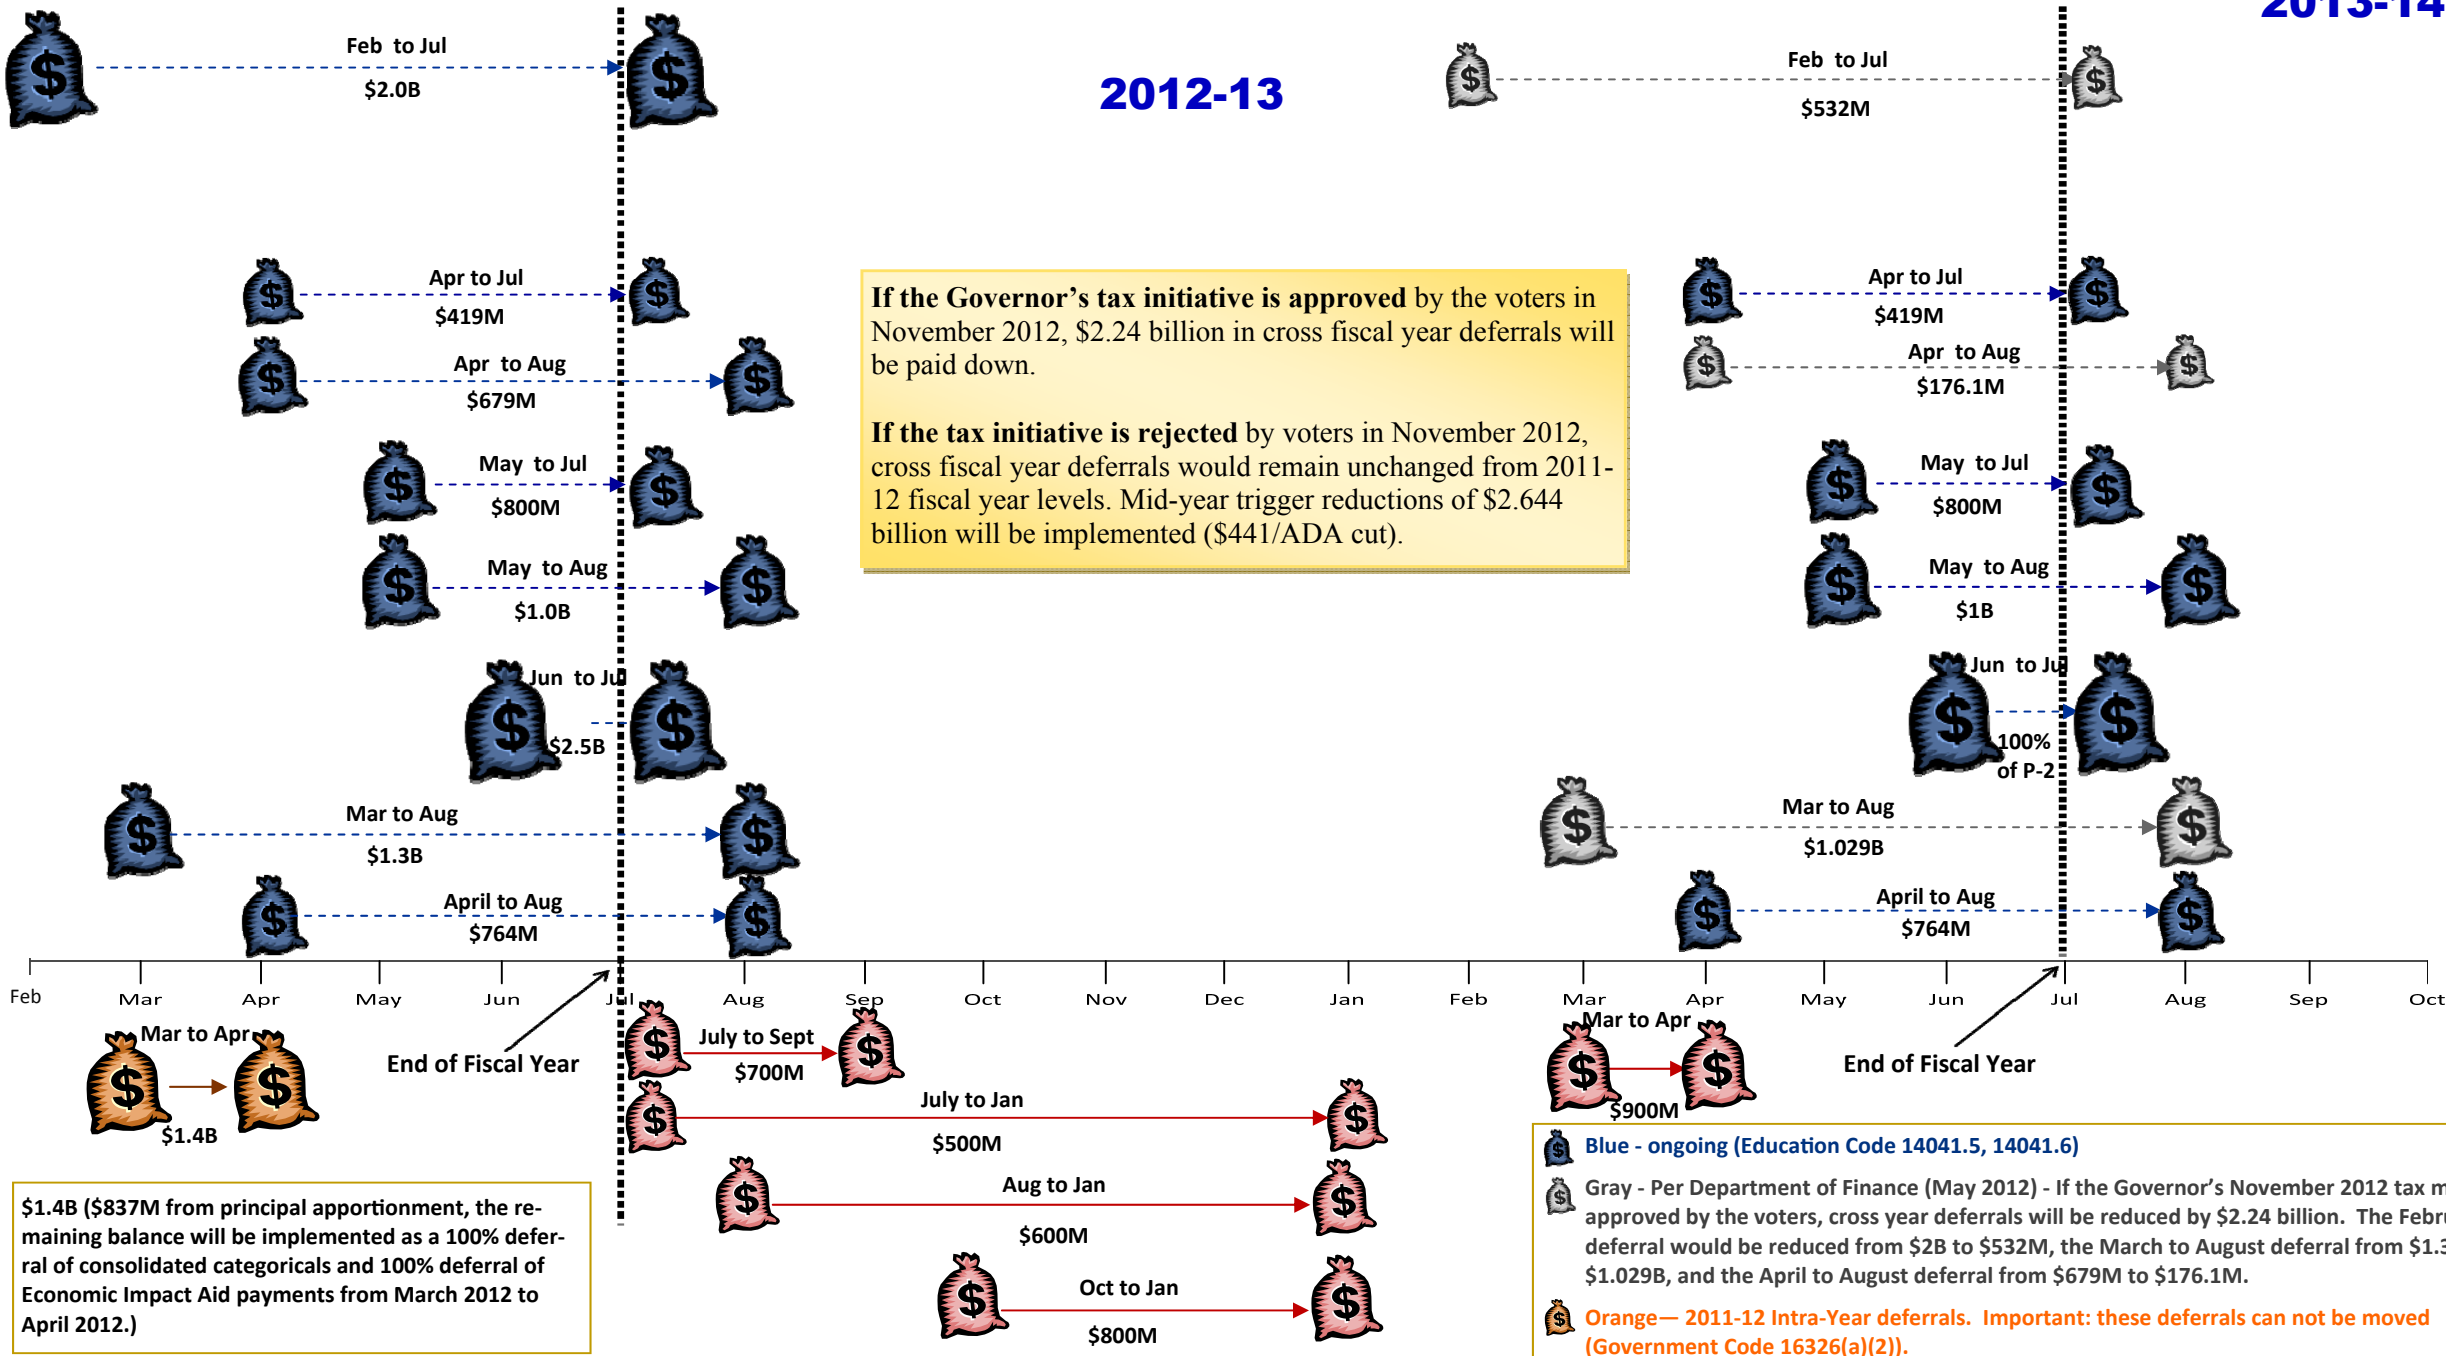 2013-14
2012-13
Feb to Jul
$2.0B
Feb to Jul
$532M
Apr to Jul
$419M
Apr to Aug
$679M
May to Jul
$800M
May to Aug
$1.0B
Jun to Jul
$2.5B
Mar to Aug
$1.3B
April to Aug
$764M
If the Governor's tax initiative is approved by the voters in
November 2012, $2.24 billion in cross fiscal year deferrals will
be paid down.
If the tax initiative is rejected by voters in November 2012,
cross fiscal year deferrals would remain unchanged from 2011-
12 fiscal year levels. Mid-year trigger reductions of $2.644
billion will be implemented ($441/ADA cut).
Apr to Jul
$419M
Apr to Aug
$176.1M
May to Jul
$800M
May to Aug
$1B
Jun to Jul
100%
of P-2
Mar to Aug
$1.029B
April to Aug
$764M
Feb Mar Apr May Jun Jul Aug Sep Oct Nov Dec Jan Feb Mar Apr May Jun Jul Aug Sep Oct
Mar to Apr
$1.4B
End of Fiscal Year
July to Sept
$700M
July to Jan
$500M
Aug to Jan
$600M
Oct to Jan
$800M
Mar to Apr
$900M
End of Fiscal Year
$1.4B ($837M from principal apportionment, the re-
maining balance will be implemented as a 100% defer-
ral of consolidated categoricals and 100% deferral of
Economic Impact Aid payments from March 2012 to
April 2012.)
Blue - ongoing (Education Code 14041.5, 14041.6)
Gray - Per Department of Finance (May 2012) - If the Governor's November 2012 tax m
approved by the voters, cross year deferrals will be reduced by $2.24 billion. The Febru
deferral would be reduced from $2B to $532M, the March to August deferral from $1.3
$1.029B, and the April to August deferral from $679M to $176.1M.
Orange— 2011-12 Intra-Year deferrals. Important: these deferrals can not be moved
(Government Code 16326(a)(2)).